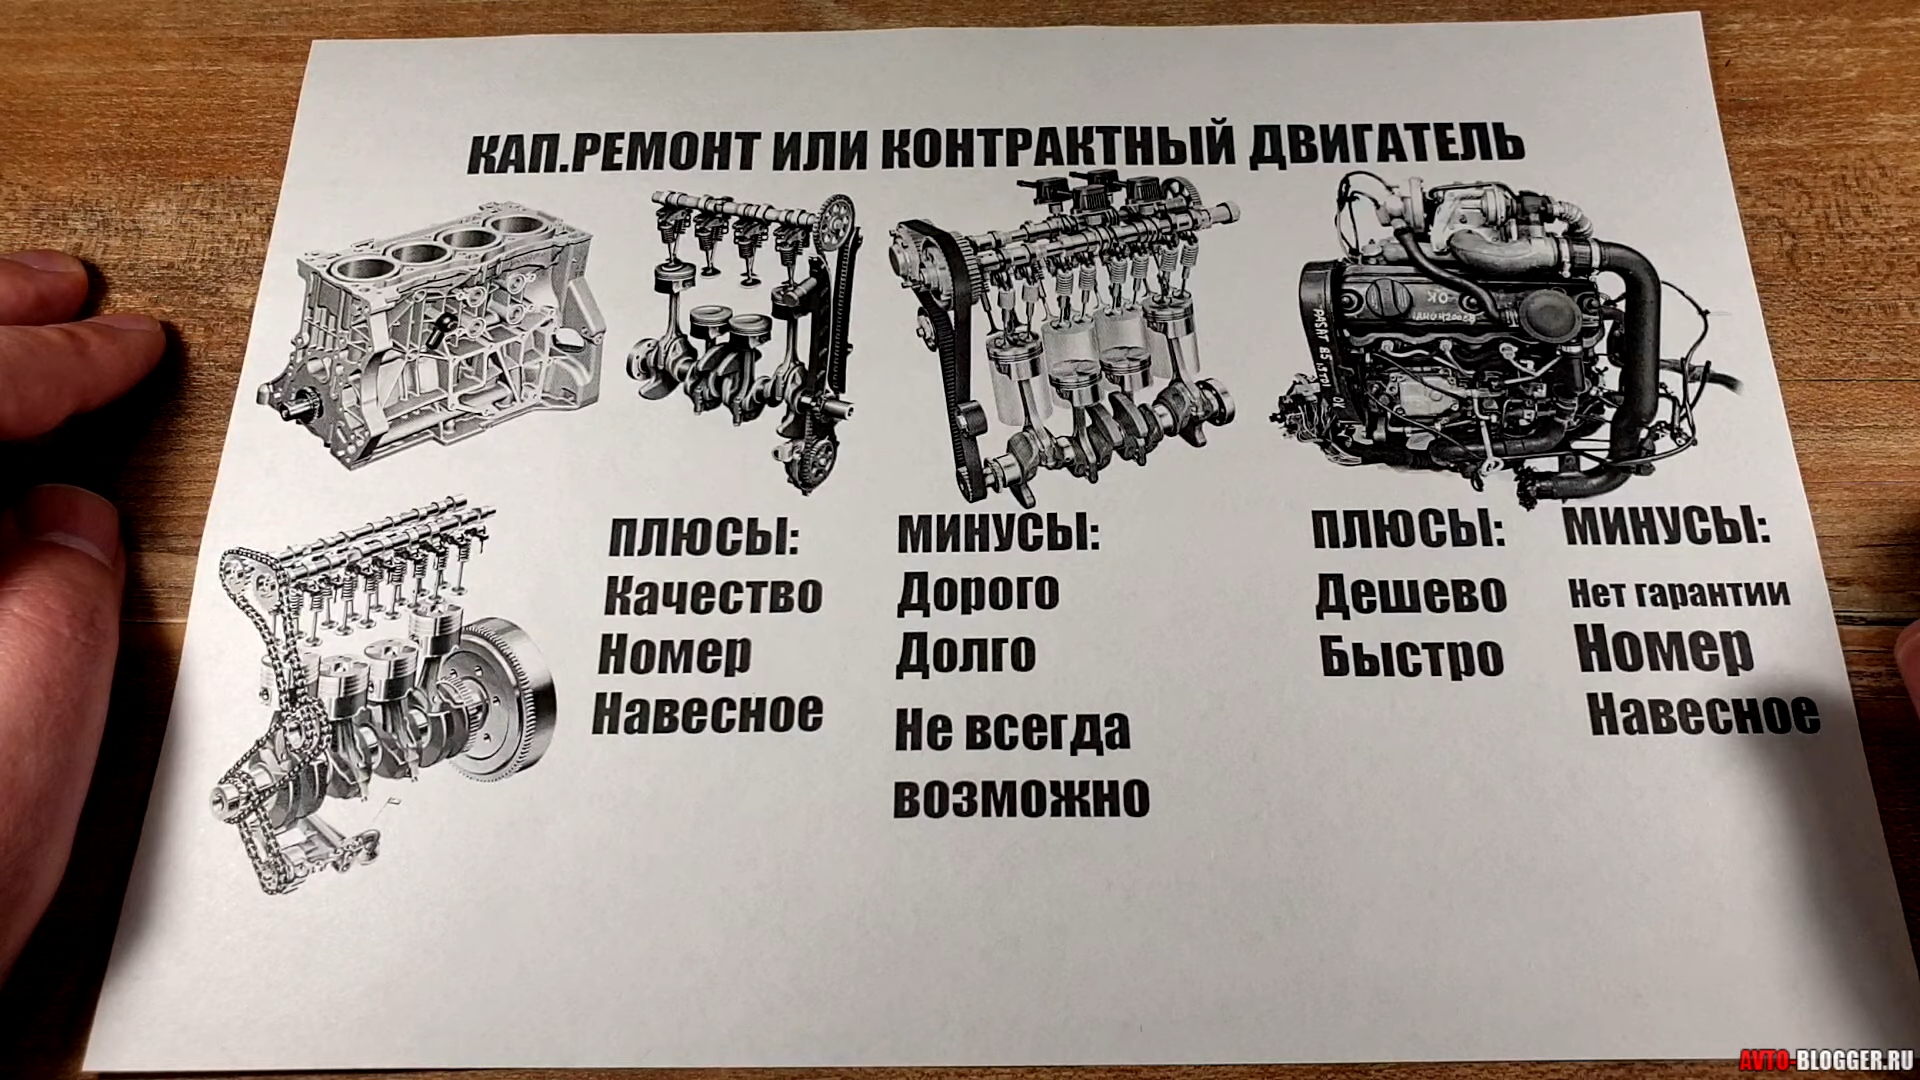 КАП.РЕМОНТ ИЛИ КОНТРАКТНЫЙ ДВИГАТЕЛЬ
ПЛЮСЫ:
Качество
Номер
Навесное
МИНУСЫ:
Дорого
Долго
Не всегда
возможно
ПЛЮСЫ:
Дешево
Быстро
МИНУСЫ:
Нет гарантии
Номер
Навесное
OK
AVTO-BLOGGER.RU